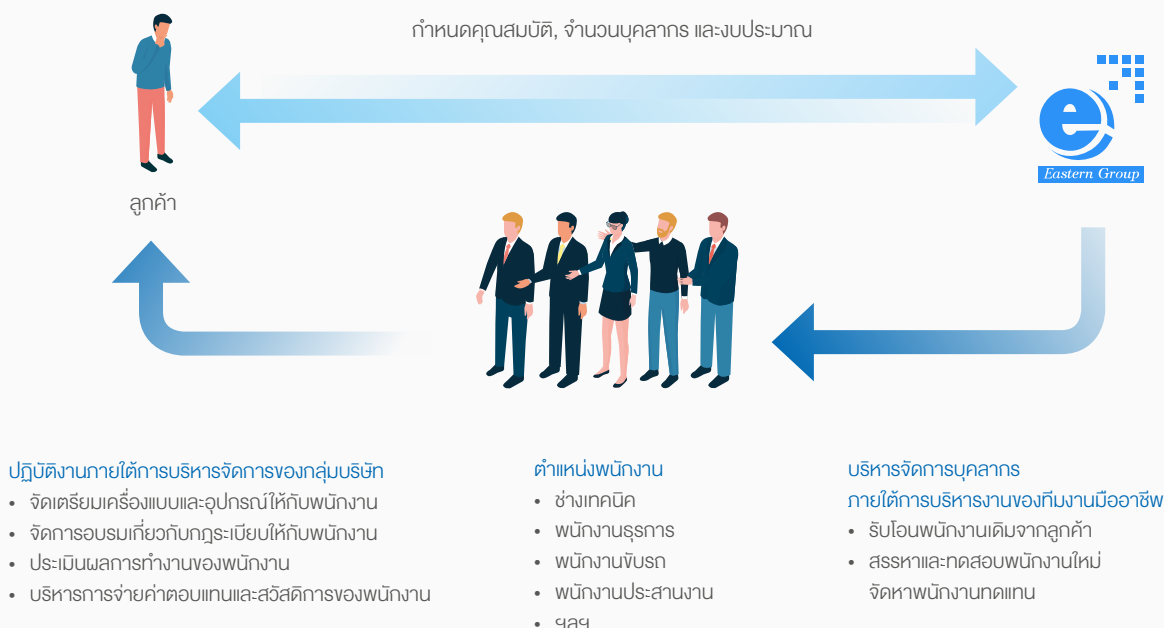 กำหนดคุณสมบัติ, จำนวนบุคลากร และงบประมาณ
Eastern Group
ลูกค้า
ปฏิบัติงานภายใต้การบริหารจัดการของกลุ่มบริษัท
• จัดเตรียมเครื่องแบบและอุปกรณ์ให้กับพนักงาน
• จัดการอบรมเกี่ยวกับกฎระเบียบให้กับพนักงาน
• ประเมินผลการทำงานของพนักงาน
• บริหารการจ่ายค่าตอบแทนและสวัสดิการของพนักงาน
ตำแหน่งพนักงาน
• ช่างเทคนิค
• พนักงานธุรการ
• พนักงานขับรถ
• พนักงานประสานงาน
• ฯลฯ
บริหารจัดการบุคลากร
ภายใต้การบริหารงานของทีมงานมืออาชีพ
• รับโอนพนักงานเดิมจากลูกค้า
• สรรหาและทดสอบพนักงานใหม่
จัดหาพนักงานทดแทน